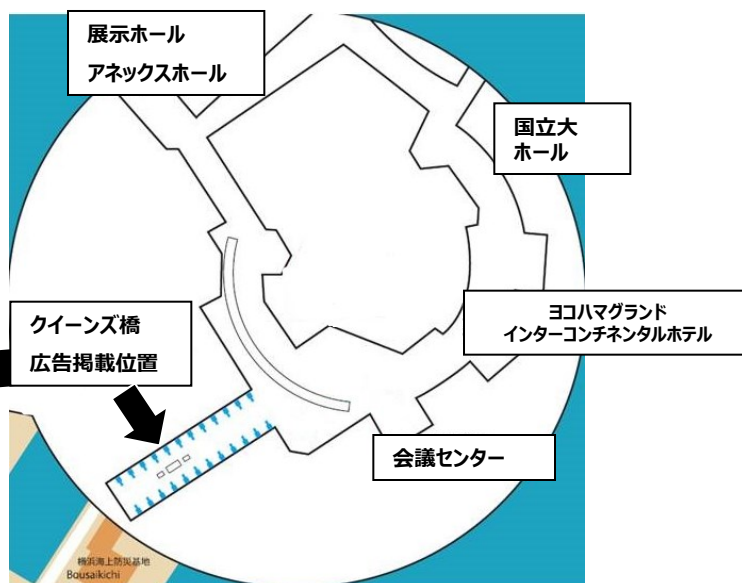 展示ホール
アネックスホール
国立大
ホール
ヨコハマグランド
インターコンチネンタルホテル
クイーンズ橋
広告掲載位置
会議センター
横浜海上防災基地
Bousaikichi